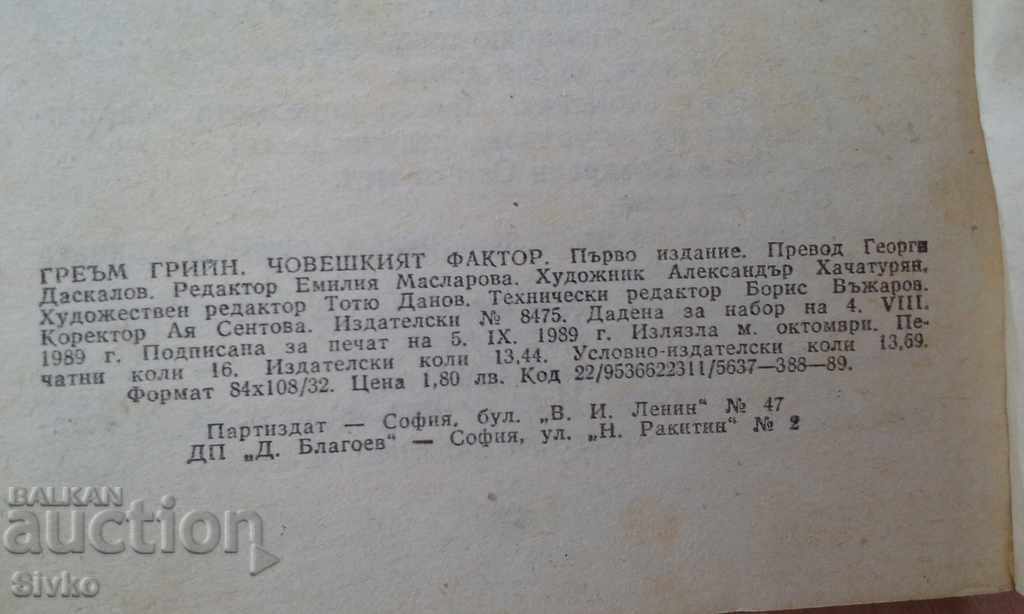 ГРЕЪМ ГРИЙН. ЧОВЕШКИЯТ ФАКТОР. Първо издание. Превод Георги
Даскалов. Редактор Емилия Масларова. Художник Александър Хачатурян.
Художествен редактор Тотю Данов. Технически редактор Борис Въжаров.
Коректор Ая Сентова. Издателски № 8475. Дадена за набор на 4. VIII.
1989 г. Подписана за печат на 5. IX. 1989 г. Излязла м. октомври. Пе-
чатни коли 16. Издателски коли 13,44. Условно-издателски коли 13,69.
Формат 84x108/32. Цена 1,80 лв. Код 22/9536622311/5637—388—89.
Партиздат — София, бул. „В. И. Ленин“ № 47
ДП „Д. Благоев“ — София, ул. „Н. Ракитин“ № 2
BALKAN
auction
Sivko